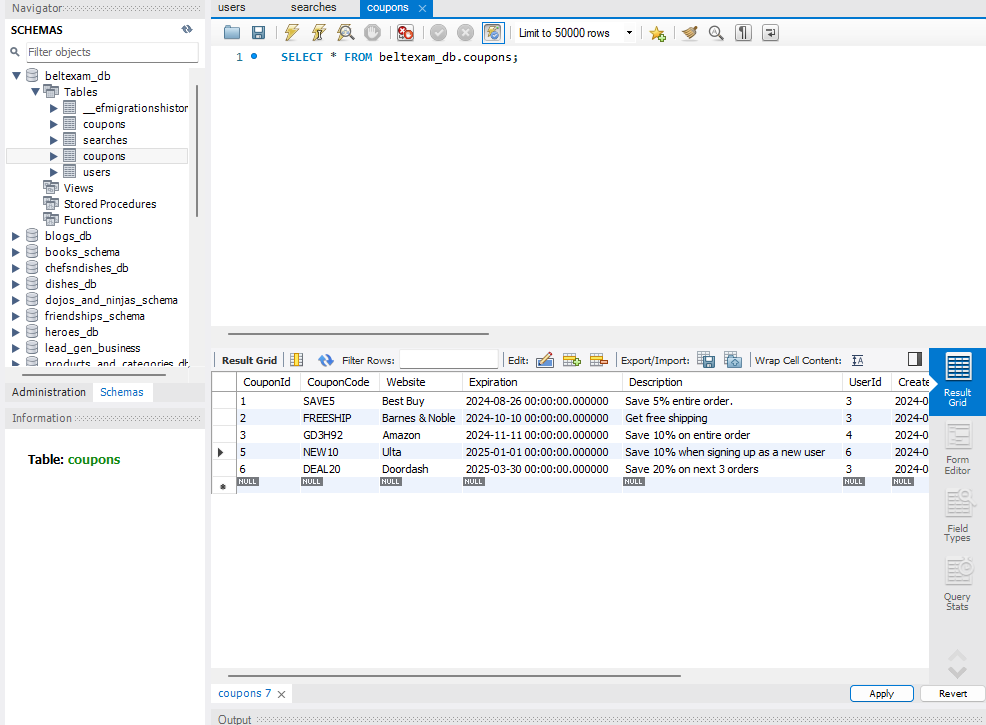 Navigator
users searches coupons
SCHEMAS
Limit to 50000 rows
Filter objects
1 SELECT * FROM beltexam_db.coupons;
beltexam_db
Tables
__efmigrationshistor
coupons
searches
coupons
users
Views
Stored Procedures
Functions
blogs_db
books_schema
chefsndishes_db
dishes_db
dojos_and_ninjas_schema
friendships_schema
heroes_db
lead_gen_business
products_and_categories_db
Administration Schemas
Information
Table: coupons
Result Grid Filter Rows: Edit: Export/Import: Wrap Cell Content:
CouponId CouponCode Website Expiration Description UserId Create
1 SAVE5 Best Buy 2024-08-26 00:00:00.000000 Save 5% entire order. 3 2024-0
2 FREESHIP Barnes & Noble 2024-10-10 00:00:00.000000 Get free shipping 3 2024-0
3 GD3H92 Amazon 2024-11-11 00:00:00.000000 Save 10% on entire order 4 2024-0
5 NEW10 Ulta 2025-01-01 00:00:00.000000 Save 10% when signing up as a new user 6 2024-0
6 DEAL20 Doordash 2025-03-30 00:00:00.000000 Save 20% on next 3 orders 3 2024-0
NULL NULL NULL NULL NULL NULL NULL
Result
Grid
Form
Editor
Field
Types
Query
Stats
coupons 7
Apply Revert
Output